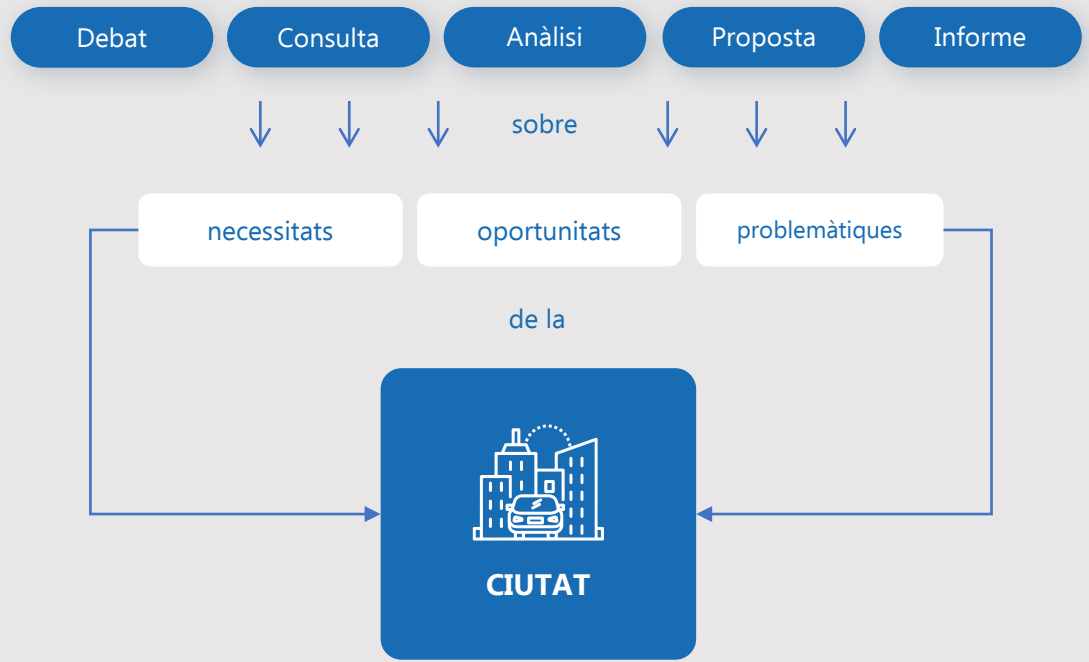 Debat
Consulta
Anàlisi
Proposta
Informe
sobre
necessitats
oportunitats
problemàtiques
de la
CIUTAT